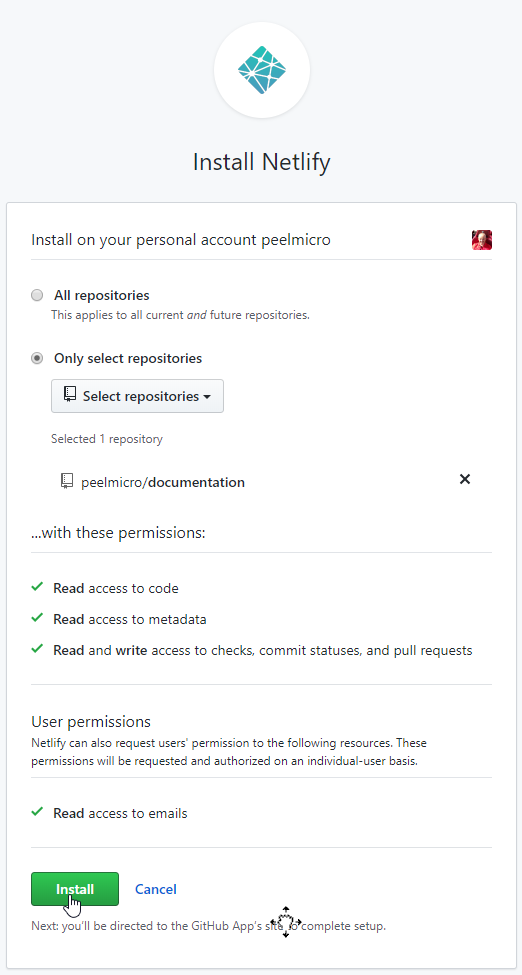 Install Netlify
Install on your personal account peelmicro
All repositories
This applies to all current and future repositories.
Only select repositories
Select repositories
Selected 1 repository
peelmicro/documentation
...with these permissions:
Read access to code
Read access to metadata
Read and write access to checks, commit statuses, and pull requests
User permissions
Netlify can also request users' permission to the following resources. These
permissions will be requested and authorized on an individual-user basis.
Read access to emails
Install Cancel
Next: you'll be directed to the GitHub App's site to complete setup.